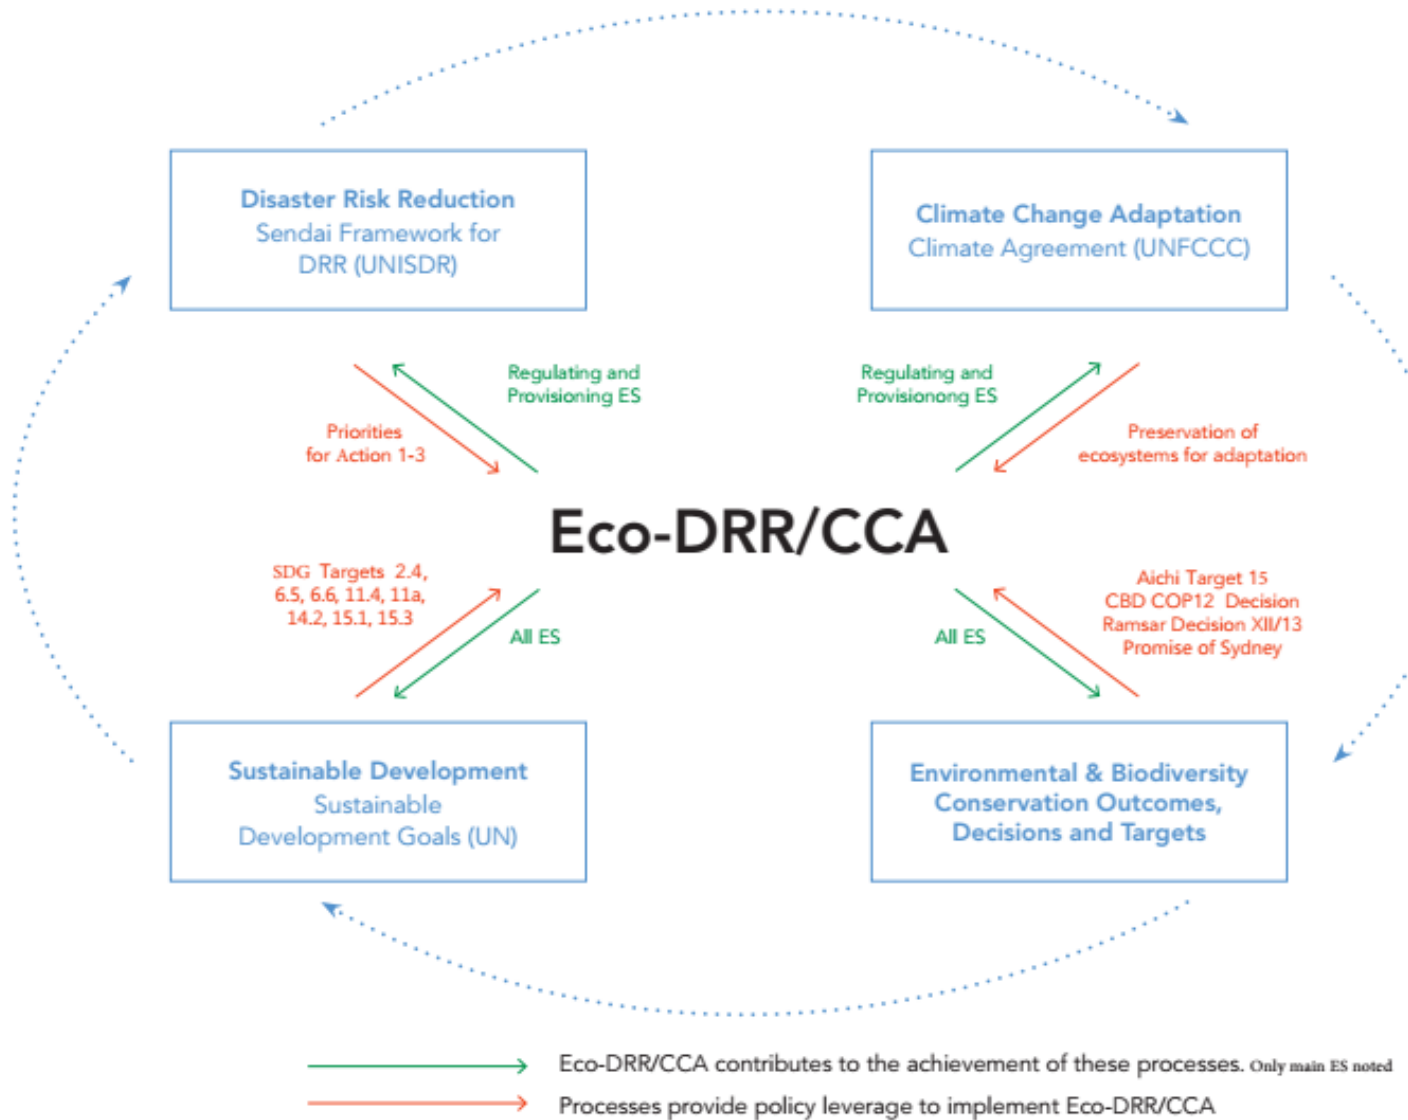 Disaster Risk Reduction
Sendai Framework for
DRR (UNISDR)
Climate Change Adaptation
Climate Agreement (UNFCCC)
Regulating and
Provisioning ES
Priorities
for Action 1-3
Regulating and
Provisionong ES
Preservation of
ecosystems for adaptation
Eco-DRR/CCA
SDG Targets 2.4,
6.5, 6.6, 11.4, 11a,
14.2, 15.1, 15.3
All ES
All ES
Aichi Target 15
CBD COP12 Decision
Ramsar Decision XII/13
Promise of Sydney
Sustainable Development
Sustainable
Development Goals (UN)
Environmental & Biodiversity
Conservation Outcomes,
Decisions and Targets
Eco-DRR/CCA contributes to the achievement of these processes. Only main ES noted
Processes provide policy leverage to implement Eco-DRR/CCA